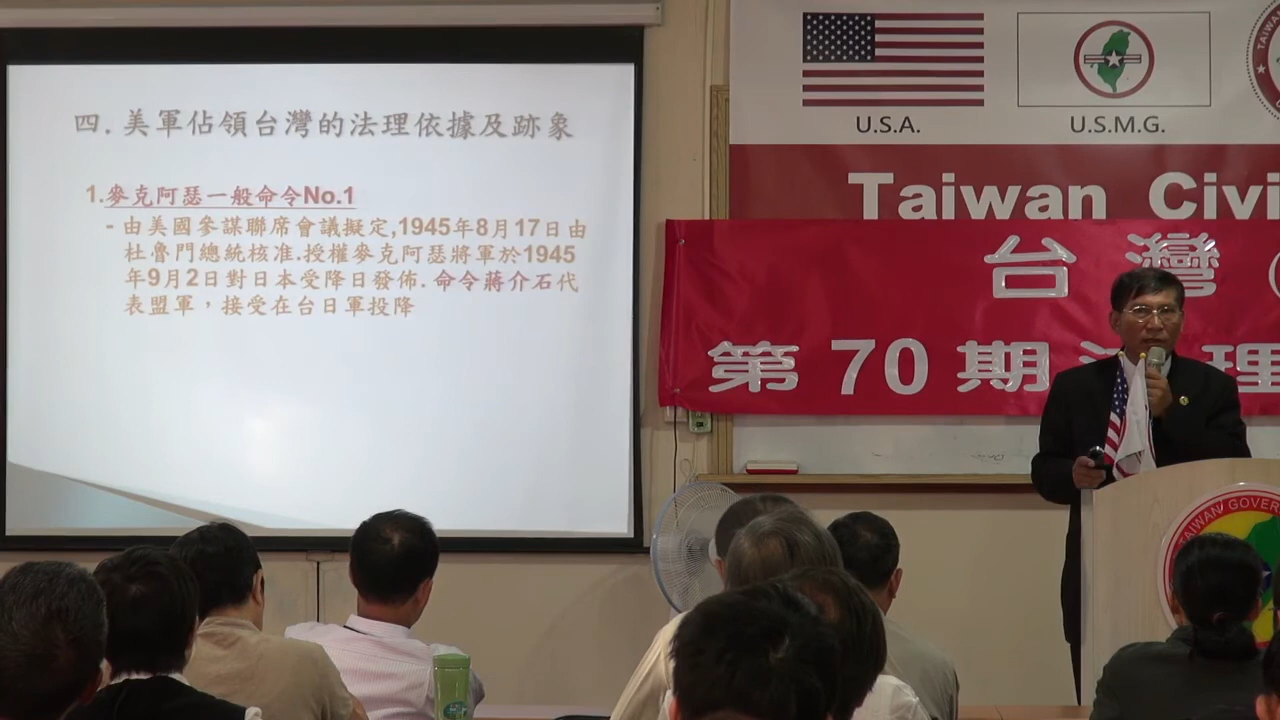 四. 美軍佔領台灣的法理依據及跡象
1.麥克阿瑟一般命令No.1
- 由美國參謀聯席會議擬定,1945年8月17日由
杜魯門總統核准.授權麥克阿瑟將軍於1945
年9月2日對日本受降日發佈. 命令蔣介石代
表盟軍，接受在台日軍投降
U.S.A.
U.S.M.G.
Taiwan Civi
台灣
第70期 理
TAIWAN GOVER